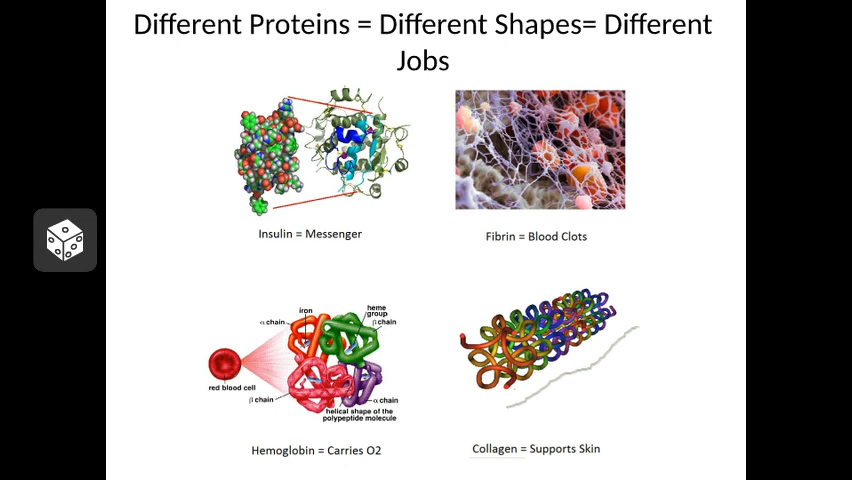 Different Proteins = Different Shapes= Different
Jobs
Insulin = Messenger
Fibrin = Blood Clots
iron
heme
group
α chain
β chain
red blood cell
β chain
α chain
helical shape of the
polypeptide molecule
Hemoglobin = Carries O2
Collagen = Supports Skin